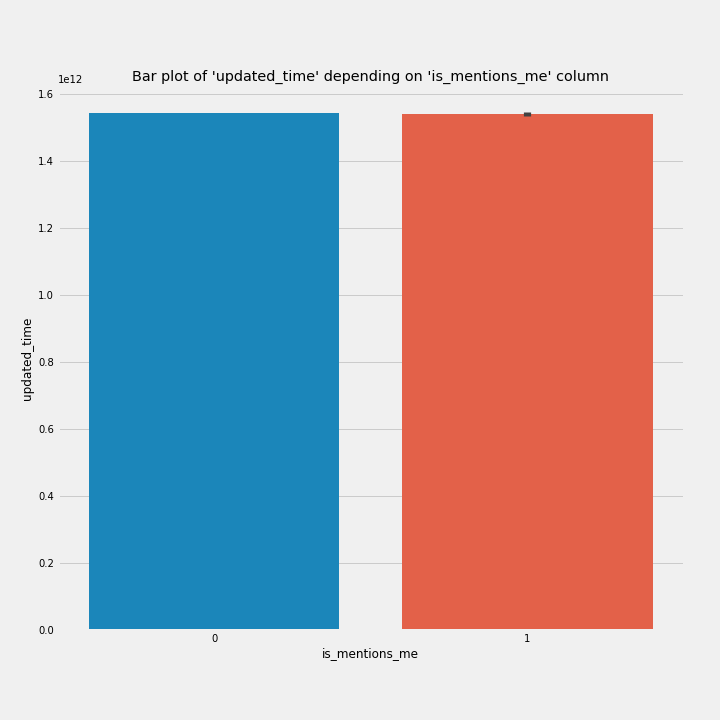 Bar plot of 'updated_time' depending on 'is_mentions_me' column
1e12
1.6
1.4
1.2
1.0
0.8
0.6
0.4
0.2
0.0
updated_time
0 1
is_mentions_me